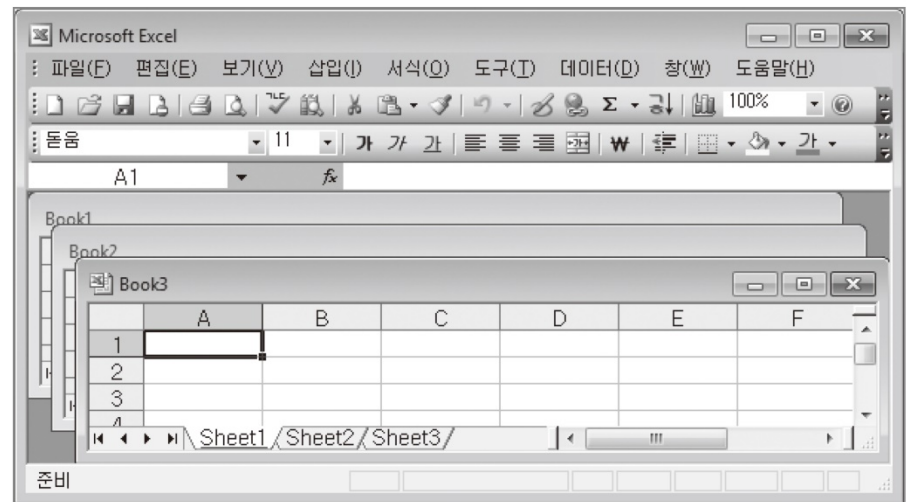 Microsoft Excel
파일(F) 편집(E) 보기(V) 삽입(I) 서식(O) 도구(T) 데이터(D) 창(W) 도움말(H)
100%
돋움 11 가 가 가
A1 fx
Book1
Book2
Book3
A B C D E F
1
2
3
4
Sheet1 Sheet2 Sheet3
준비